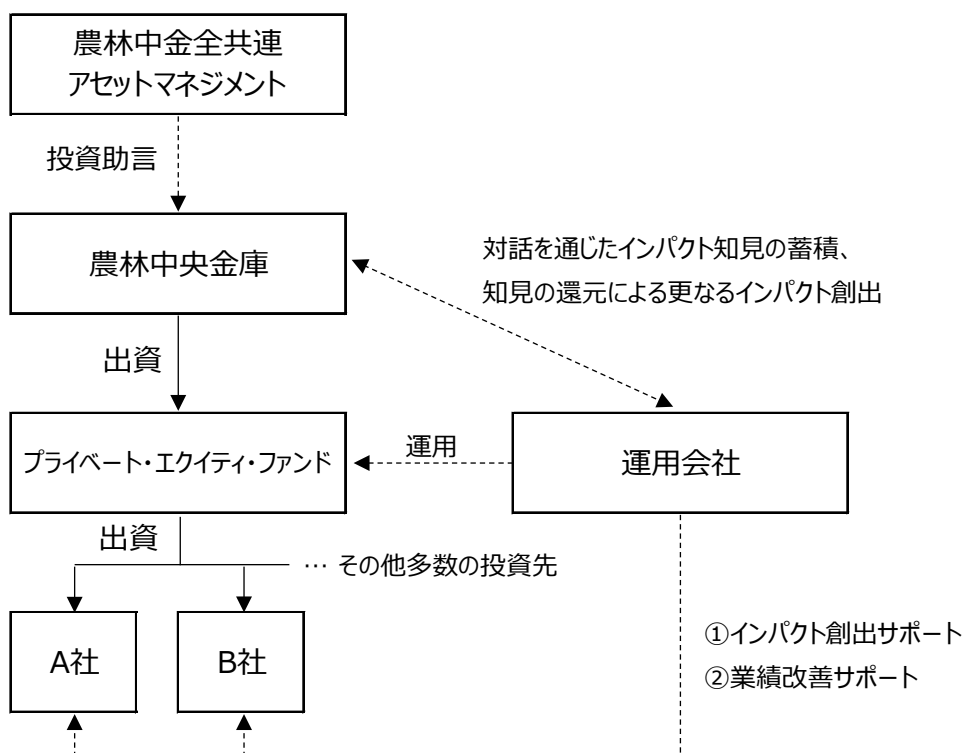 農林中金全共連
アセットマネジメント
投資助言
農林中央金庫
対話を通じたインパクト知見の蓄積、
知見の還元による更なるインパクト創出
出資
プライベート・エクイティ・ファンド
運用
運用会社
出資
… その他多数の投資先
A社
B社
①インパクト創出サポート
②業績改善サポート